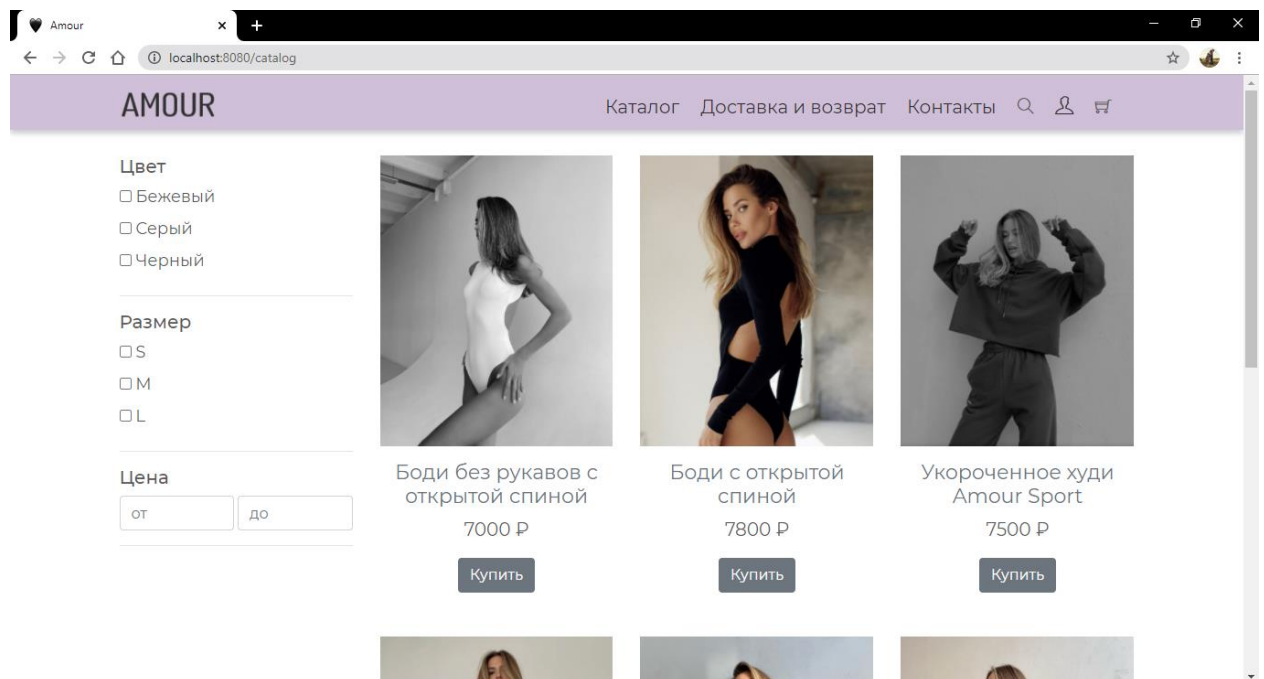 Amour
localhost:8080/catalog
AMOUR
Каталог Доставка и возврат Контакты
Цвет
Бежевый
Серый
Черный
Размер
S
M
L
Цена
от до
Боди без рукавов с
открытой спиной
7000 ₽
Купить
Боди с открытой
спиной
7800 ₽
Купить
Укороченное худи
Amour Sport
7500 ₽
Купить